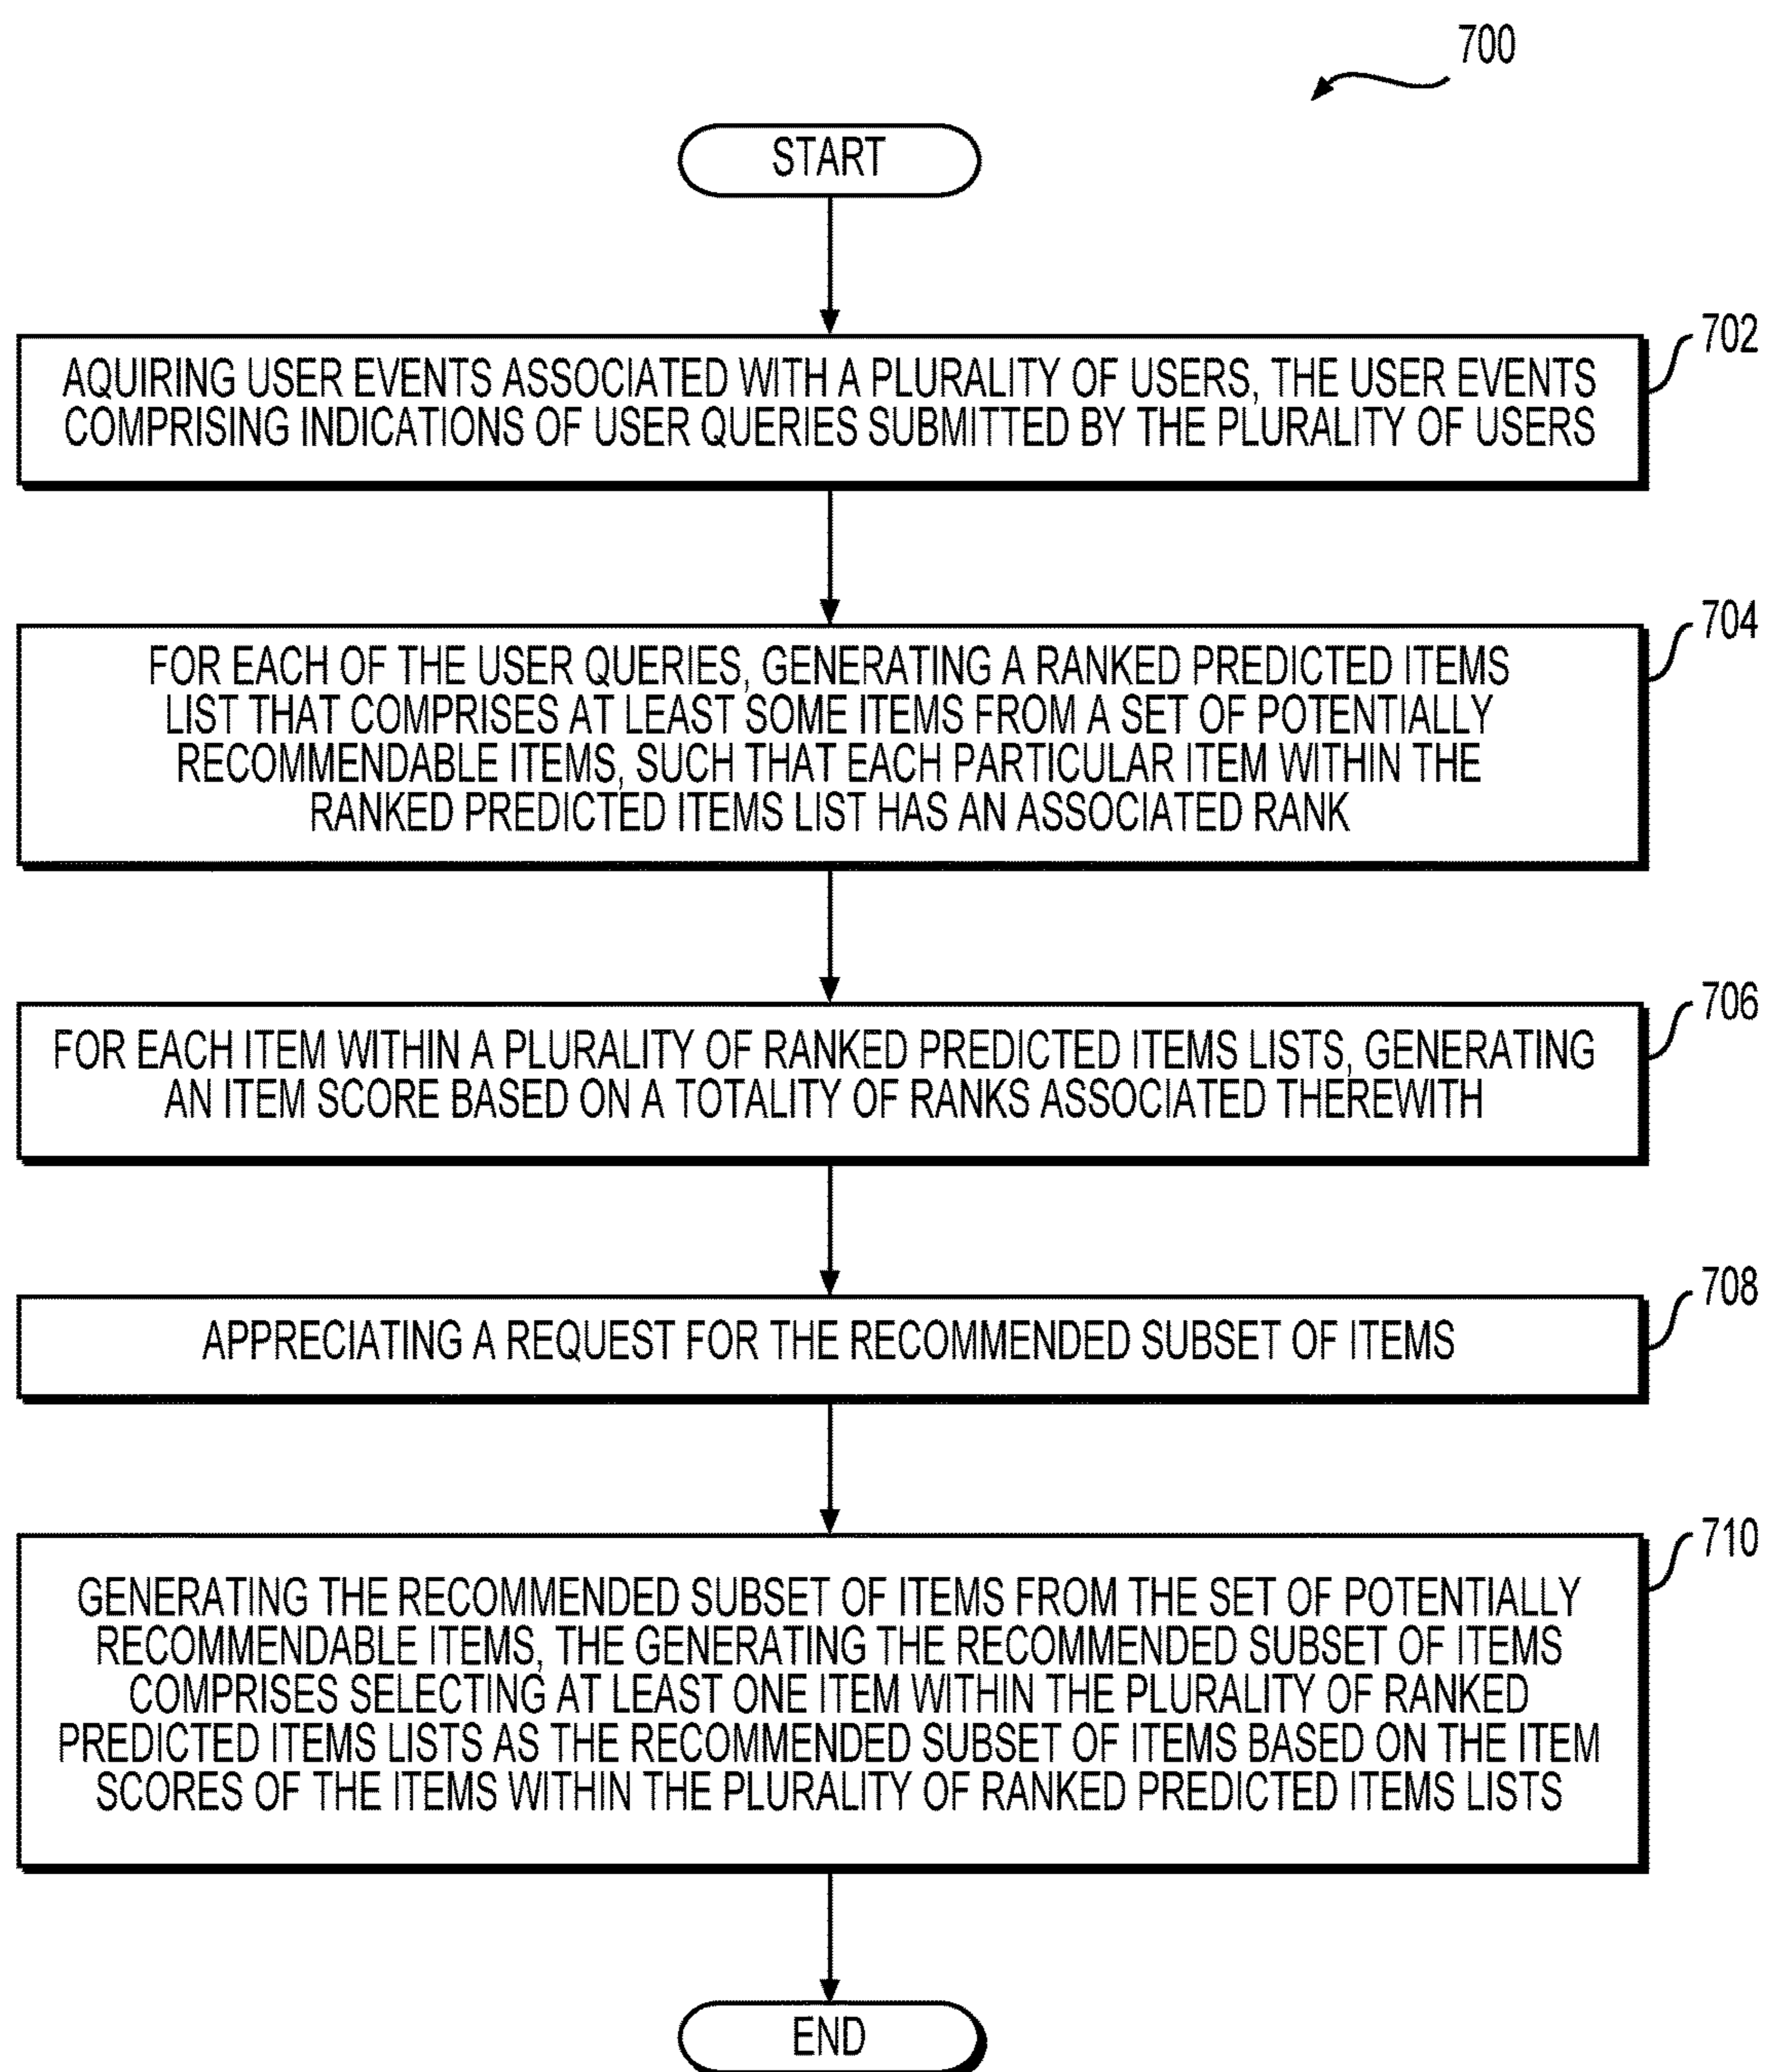 700
START
702
AQUIRING USER EVENTS ASSOCIATED WITH A PLURALITY OF USERS, THE USER EVENTS
COMPRISING INDICATIONS OF USER QUERIES SUBMITTED BY THE PLURALITY OF USERS
704
FOR EACH OF THE USER QUERIES, GENERATING A RANKED PREDICTED ITEMS
LIST THAT COMPRISES AT LEAST SOME ITEMS FROM A SET OF POTENTIALLY
RECOMMENDABLE ITEMS, SUCH THAT EACH PARTICULAR ITEM WITHIN THE
RANKED PREDICTED ITEMS LIST HAS AN ASSOCIATED RANK
706
FOR EACH ITEM WITHIN A PLURALITY OF RANKED PREDICTED ITEMS LISTS, GENERATING
AN ITEM SCORE BASED ON A TOTALITY OF RANKS ASSOCIATED THEREWITH
708
APPRECIATING A REQUEST FOR THE RECOMMENDED SUBSET OF ITEMS
710
GENERATING THE RECOMMENDED SUBSET OF ITEMS FROM THE SET OF POTENTIALLY
RECOMMENDABLE ITEMS, THE GENERATING THE RECOMMENDED SUBSET OF ITEMS
COMPRISES SELECTING AT LEAST ONE ITEM WITHIN THE PLURALITY OF RANKED
PREDICTED ITEMS LISTS AS THE RECOMMENDED SUBSET OF ITEMS BASED ON THE ITEM
SCORES OF THE ITEMS WITHIN THE PLURALITY OF RANKED PREDICTED ITEMS LISTS
END